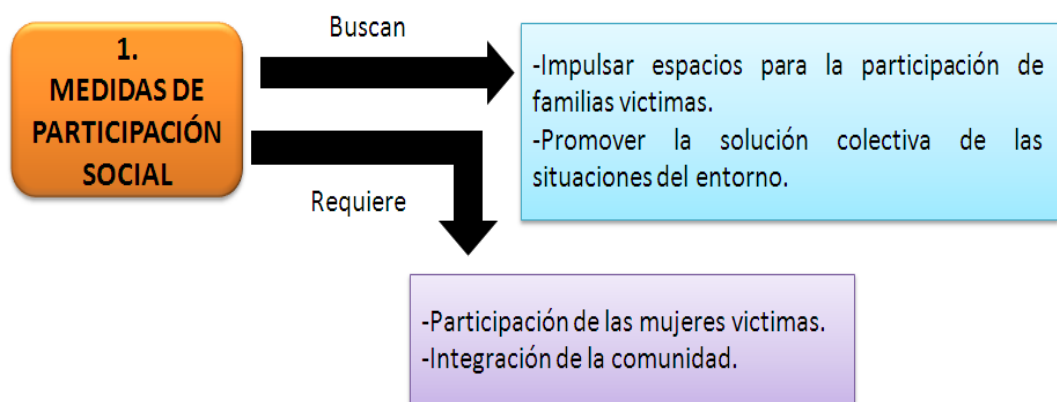 1.
MEDIDAS DE
PARTICIPACIÓN
SOCIAL
Buscan
-Impulsar espacios para la participación de
familias victimas.
-Promover la solución colectiva de las
situaciones del entorno.
Requiere
-Participación de las mujeres victimas.
-Integración de la comunidad.